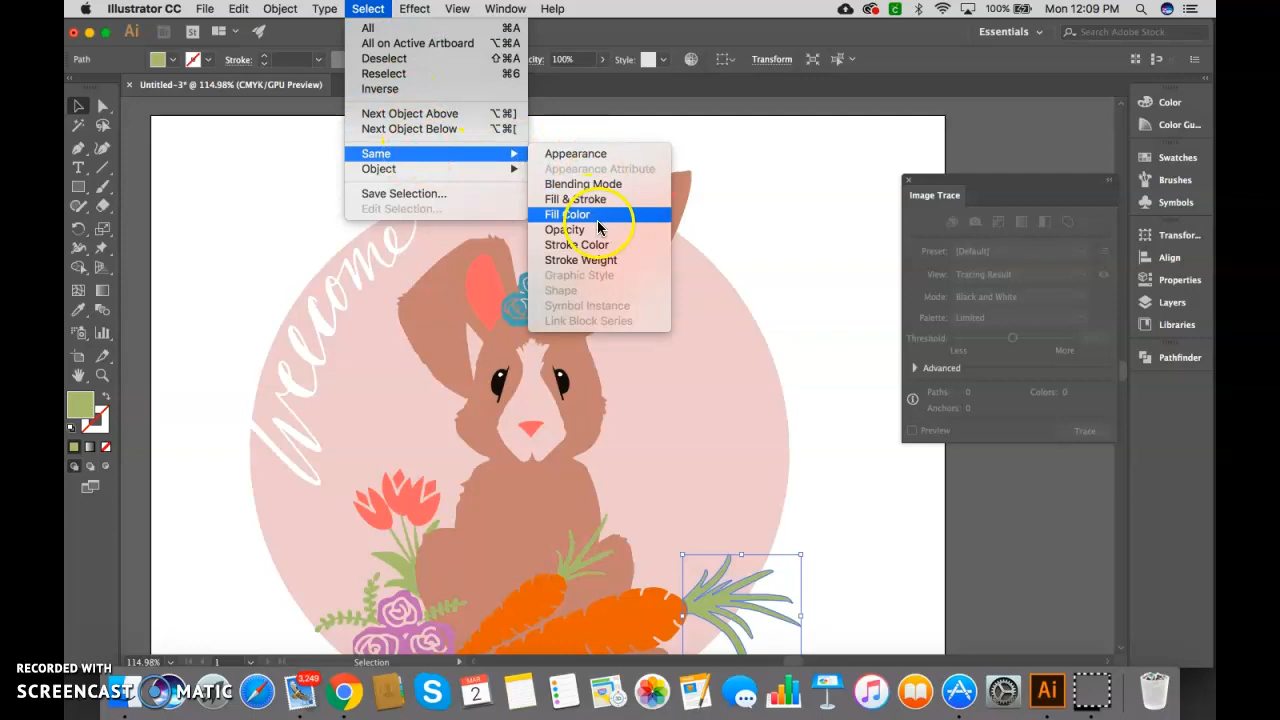 Illustrator CC File Edit Object Type Select Effect View Window Help
100% Mon 12:09 PM
Ai Br St Essentials Search Adobe Stock
Path Stroke: Opacity: 100% Style: Transform
× Untitled-3* @ 114.98% (CMYK/GPU Preview)
All ⌘A
All on Active Artboard ⌥⌘A
Deselect ⇧⌘A
Reselect ⌘6
Inverse
Next Object Above ⌥⌘]
Next Object Below ⌥⌘[
Same
Object
Save Selection...
Edit Selection...
Appearance
Appearance Attribute
Blending Mode
Fill & Stroke
Fill Color
Opacity
Stroke Color
Stroke Weight
Graphic Style
Shape
Symbol Instance
Link Block Series
Welcome
Image Trace
Preset: [Default]
View: Tracing Result
Mode: Black and White
Palette: Limited
Threshold:
Less More
Advanced
Paths: 0 Colors: 0
Anchors: 0
Preview Trace
Color
Color Gu...
Swatches
Brushes
Symbols
Transfor...
Align
Properties
Layers
Libraries
Pathfinder
114.98% 1 Selection
RECORDED WITH
SCREENCAST MATIC
3,249
MAR
2
Ai